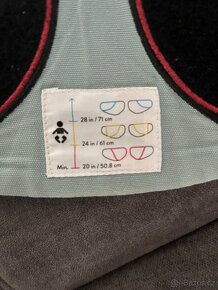 28 in / 71 cm
24 in / 61 cm
Min. 20 in / 50.8 cm